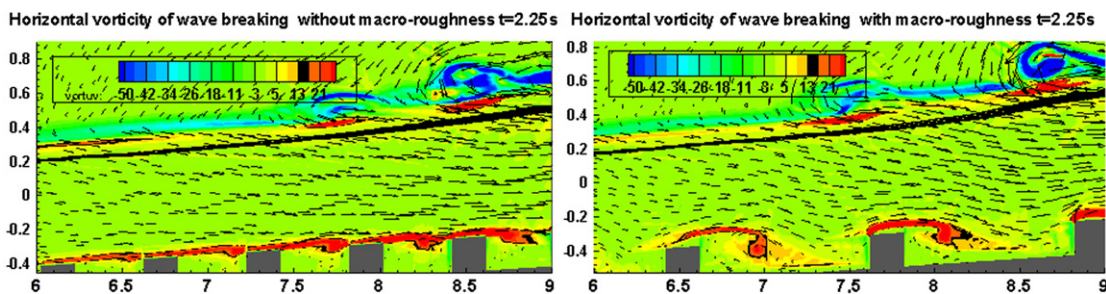 Horizontal vorticity of wave breaking without macro-roughness t=2.25s
0.8
0.6
0.4
0.2
0
-0.2
-0.4
vortuv:
-50 -42 -34 -26 -18 -11 -3 5 13 21
6 6.5 7 7.5 8 8.5 9
Horizontal vorticity of wave breaking with macro-roughness t=2.25s
0.8
0.6
0.4
0.2
0
-0.2
-0.4
-50 -42 -34 -26 -18 -11 -8 5 13 21
6 6.5 7 7,5 8 8.5 9